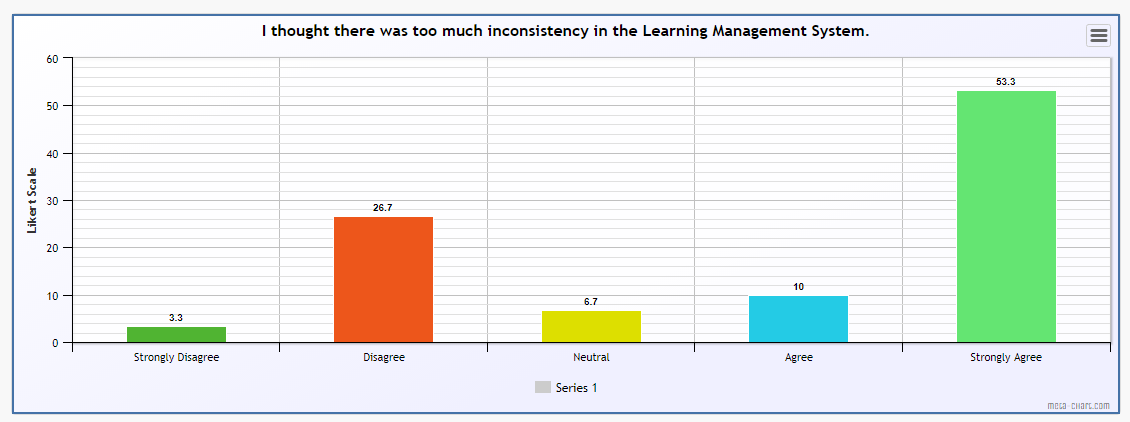 I thought there was too much inconsistency in the Learning Management System.
60
50
40
30
20
10
0
Likert Scale
3.3
26.7
6.7
10
53.3
Strongly Disagree
Disagree
Neutral
Agree
Strongly Agree
Series 1
meta-chart.com